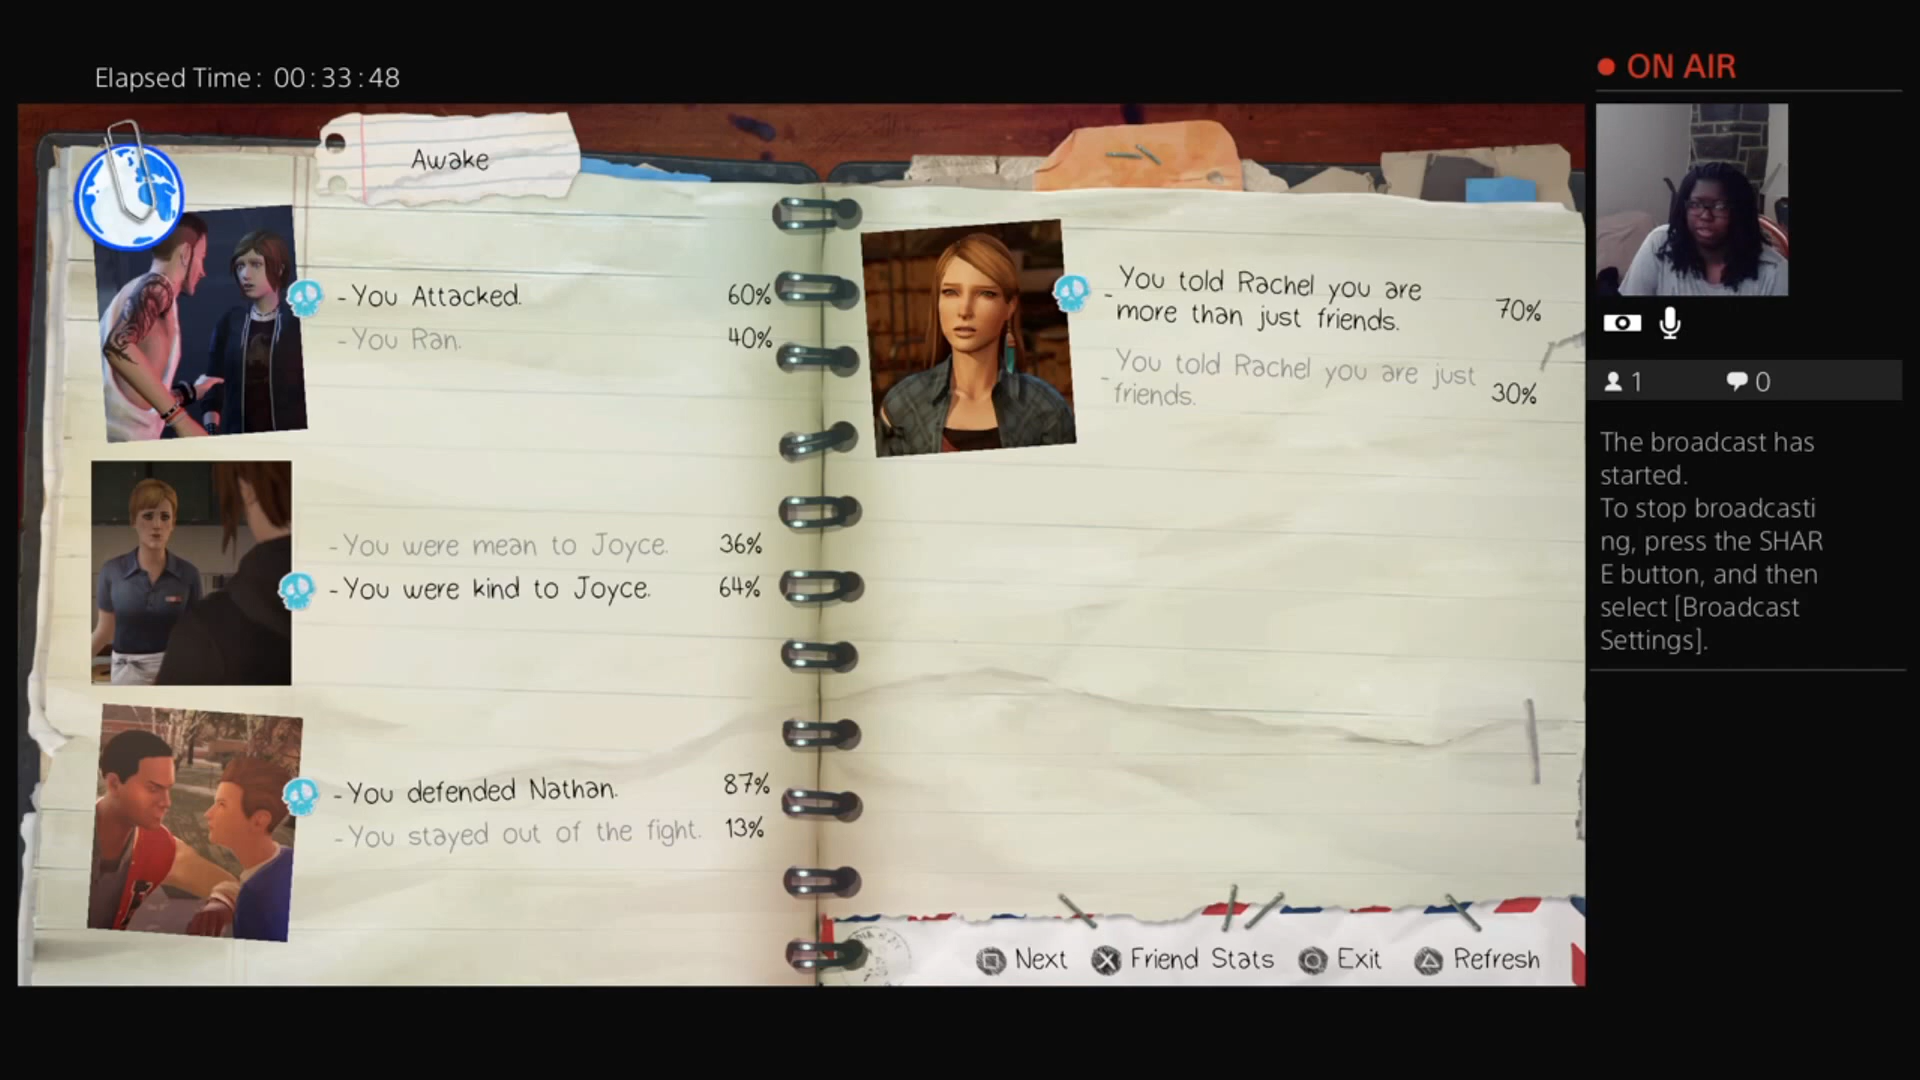 Elapsed Time: 00:33:48
ON AIR
Awake
-You Attacked. 60%
-You Ran. 40%
-You were mean to Joyce. 36%
-You were kind to Joyce. 64%
-You defended Nathan. 87%
-You stayed out of the fight. 13%
-You told Rachel you are
more than just friends. 70%
-You told Rachel you are just
friends. 30%
Next Friend Stats Exit Refresh
1 0
The broadcast has
started.
To stop broadcasti
ng, press the SHAR
E button, and then
select [Broadcast
Settings].